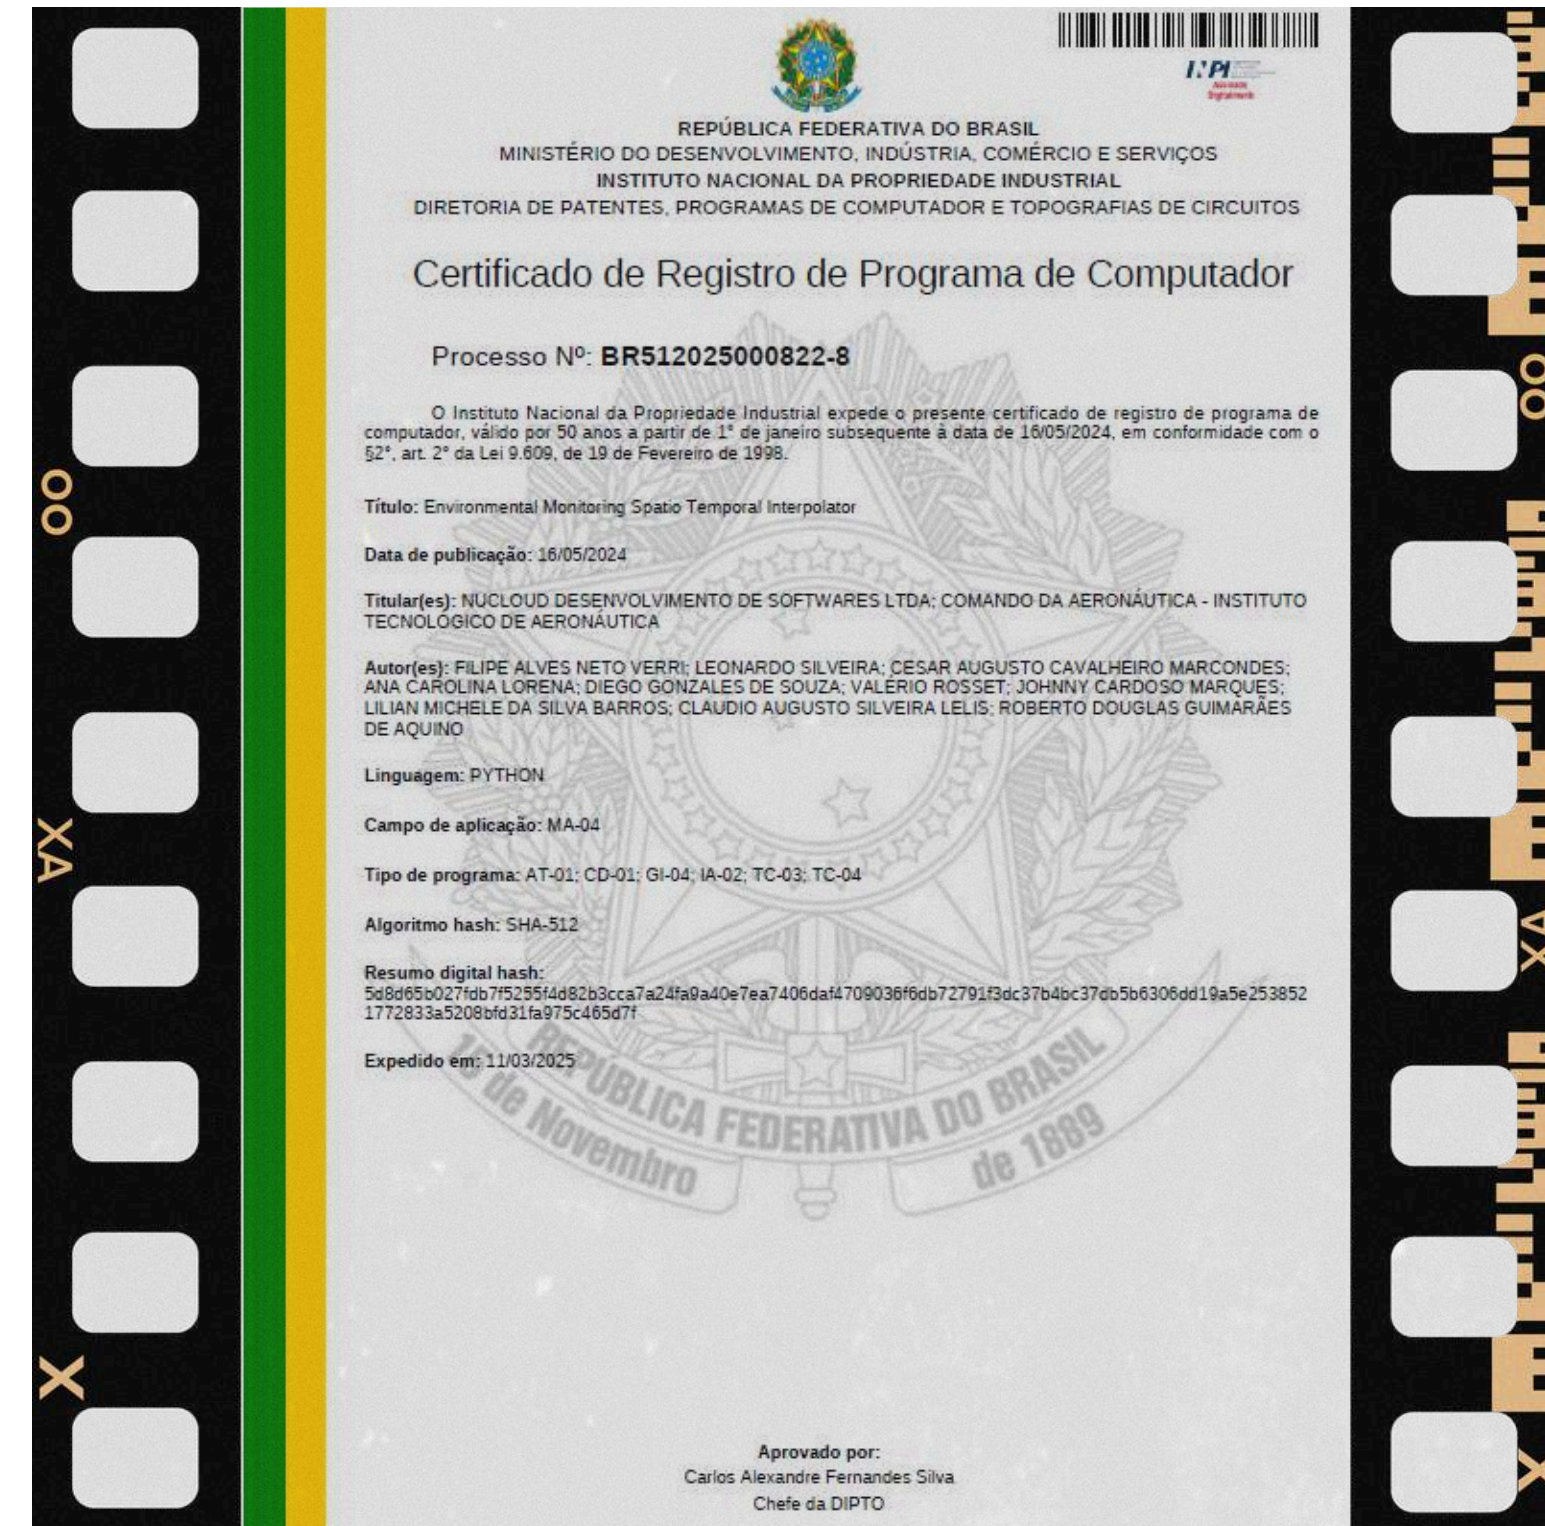 INPI
Assinado
Digitalmente
REPÚBLICA FEDERATIVA DO BRASIL
MINISTÉRIO DO DESENVOLVIMENTO, INDÚSTRIA, COMÉRCIO E SERVIÇOS
INSTITUTO NACIONAL DA PROPRIEDADE INDUSTRIAL
DIRETORIA DE PATENTES, PROGRAMAS DE COMPUTADOR E TOPOGRAFIAS DE CIRCUITOS
Certificado de Registro de Programa de Computador
Processo Nº: BR512025000822-8
O Instituto Nacional da Propriedade Industrial expede o presente certificado de registro de programa de
computador, válido por 50 anos a partir de 1° de janeiro subsequente à data de 16/05/2024, em conformidade com o
§2°, art. 2° da Lei 9.609, de 19 de Fevereiro de 1998.
Título: Environmental Monitoring Spatio Temporal Interpolator
Data de publicação: 16/05/2024
Titular(es): NUCLOUD DESENVOLVIMENTO DE SOFTWARES LTDA; COMANDO DA AERONÁUTICA - INSTITUTO
TECNOLÓGICO DE AERONÁUTICA
Autor(es): FILIPE ALVES NETO VERRI; LEONARDO SILVEIRA; CESAR AUGUSTO CAVALHEIRO MARCONDES;
ANA CAROLINA LORENA; DIEGO GONZALES DE SOUZA; VALÉRIO ROSSET; JOHNNY CARDOSO MARQUES;
LILIAN MICHELE DA SILVA BARROS; CLAUDIO AUGUSTO SILVEIRA LELIS; ROBERTO DOUGLAS GUIMARÃES
DE AQUINO
Linguagem: PYTHON
Campo de aplicação: MA-04
Tipo de programa: AT-01; CD-01; GI-04; IA-02; TC-03; TC-04
Algoritmo hash: SHA-512
Resumo digital hash:
5d8d65b027fdb7f5255f4d82b3cca7a24fa9a40e7ea7406daf4709036f6db72791f3dc37b4bc37db5b6306dd19a5e253852
1772833a5208bfd31fa975c465d7f
Expedido em: 11/03/2025
REPÚBLICA FEDERATIVA DO BRASIL
15 de Novembro de 1889
Aprovado por:
Carlos Alexandre Fernandes Silva
Chefe da DIPTO
OO
XA
X
OO
XA
X